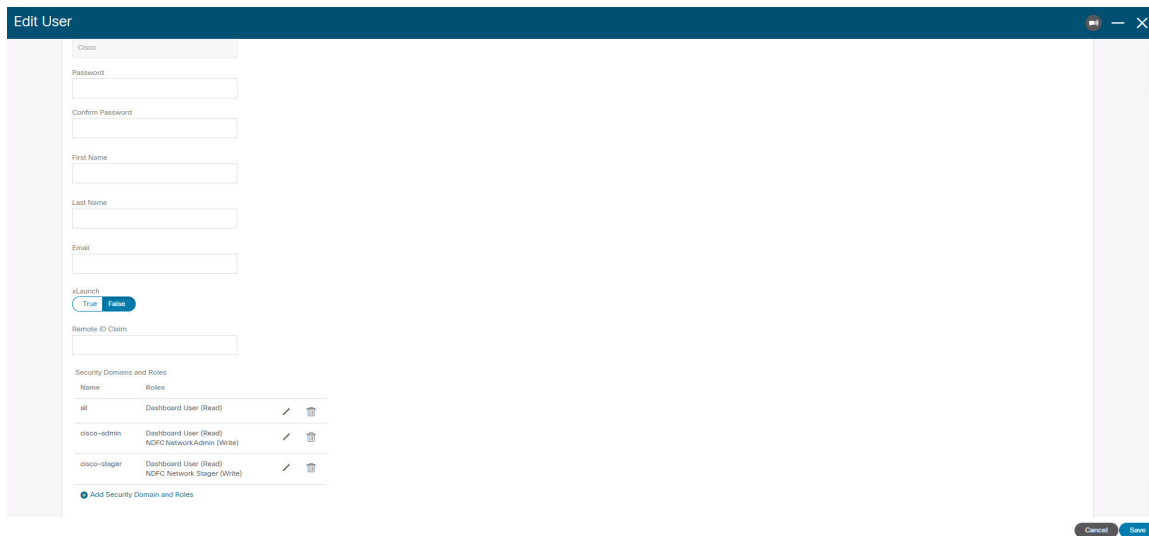 Edit User
Cisco
Password
Confirm Password
First Name
Last Name
Email
xLaunch
True False
Remote ID Claim
Security Domains and Roles
Name Roles
all Dashboard User (Read)
cisco-admin Dashboard User (Read)
NDFC NetworkAdmin (Write)
cisco-stager Dashboard User (Read)
NDFC Network Stager (Write)
Add Security Domain and Roles
Cancel Save